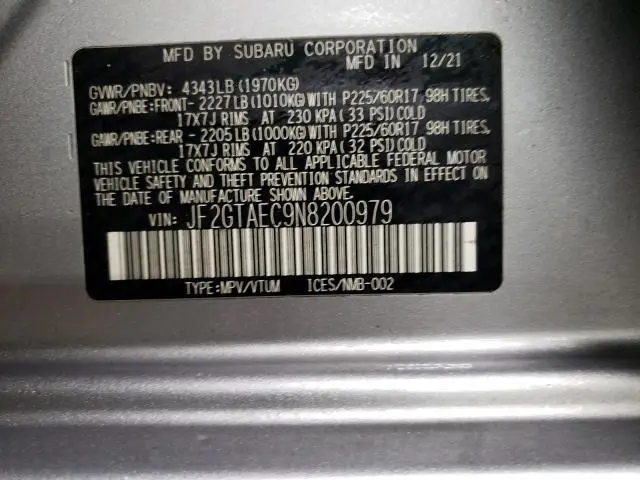 MFD BY SUBARU CORPORATION
MFD IN 12/21
GVWR/PNBV: 4343LB(1970KG)
GAWR/PNBE:FRONT- 2227LB(1010KG)WITH P225/60R17 98H TIRES,
17X7J RIMS AT 230 KPA(33 PSI)COLD
GAWR/PNBE:REAR - 2205LB(1000KG)WITH P225/60R17 98H TIRES,
17X7J RIMS AT 220 KPA(32 PSI)COLD
THIS VEHICLE CONFORMS TO ALL APPLICABLE FEDERAL MOTOR
VEHICLE SAFETY AND THEFT PREVENTION STANDARDS IN EFFECT ON
THE DATE OF MANUFACTURE SHOWN ABOVE.
VIN: JF2GTAEC9N8200979
TYPE:MPV/VTUM ICES/NMB-002